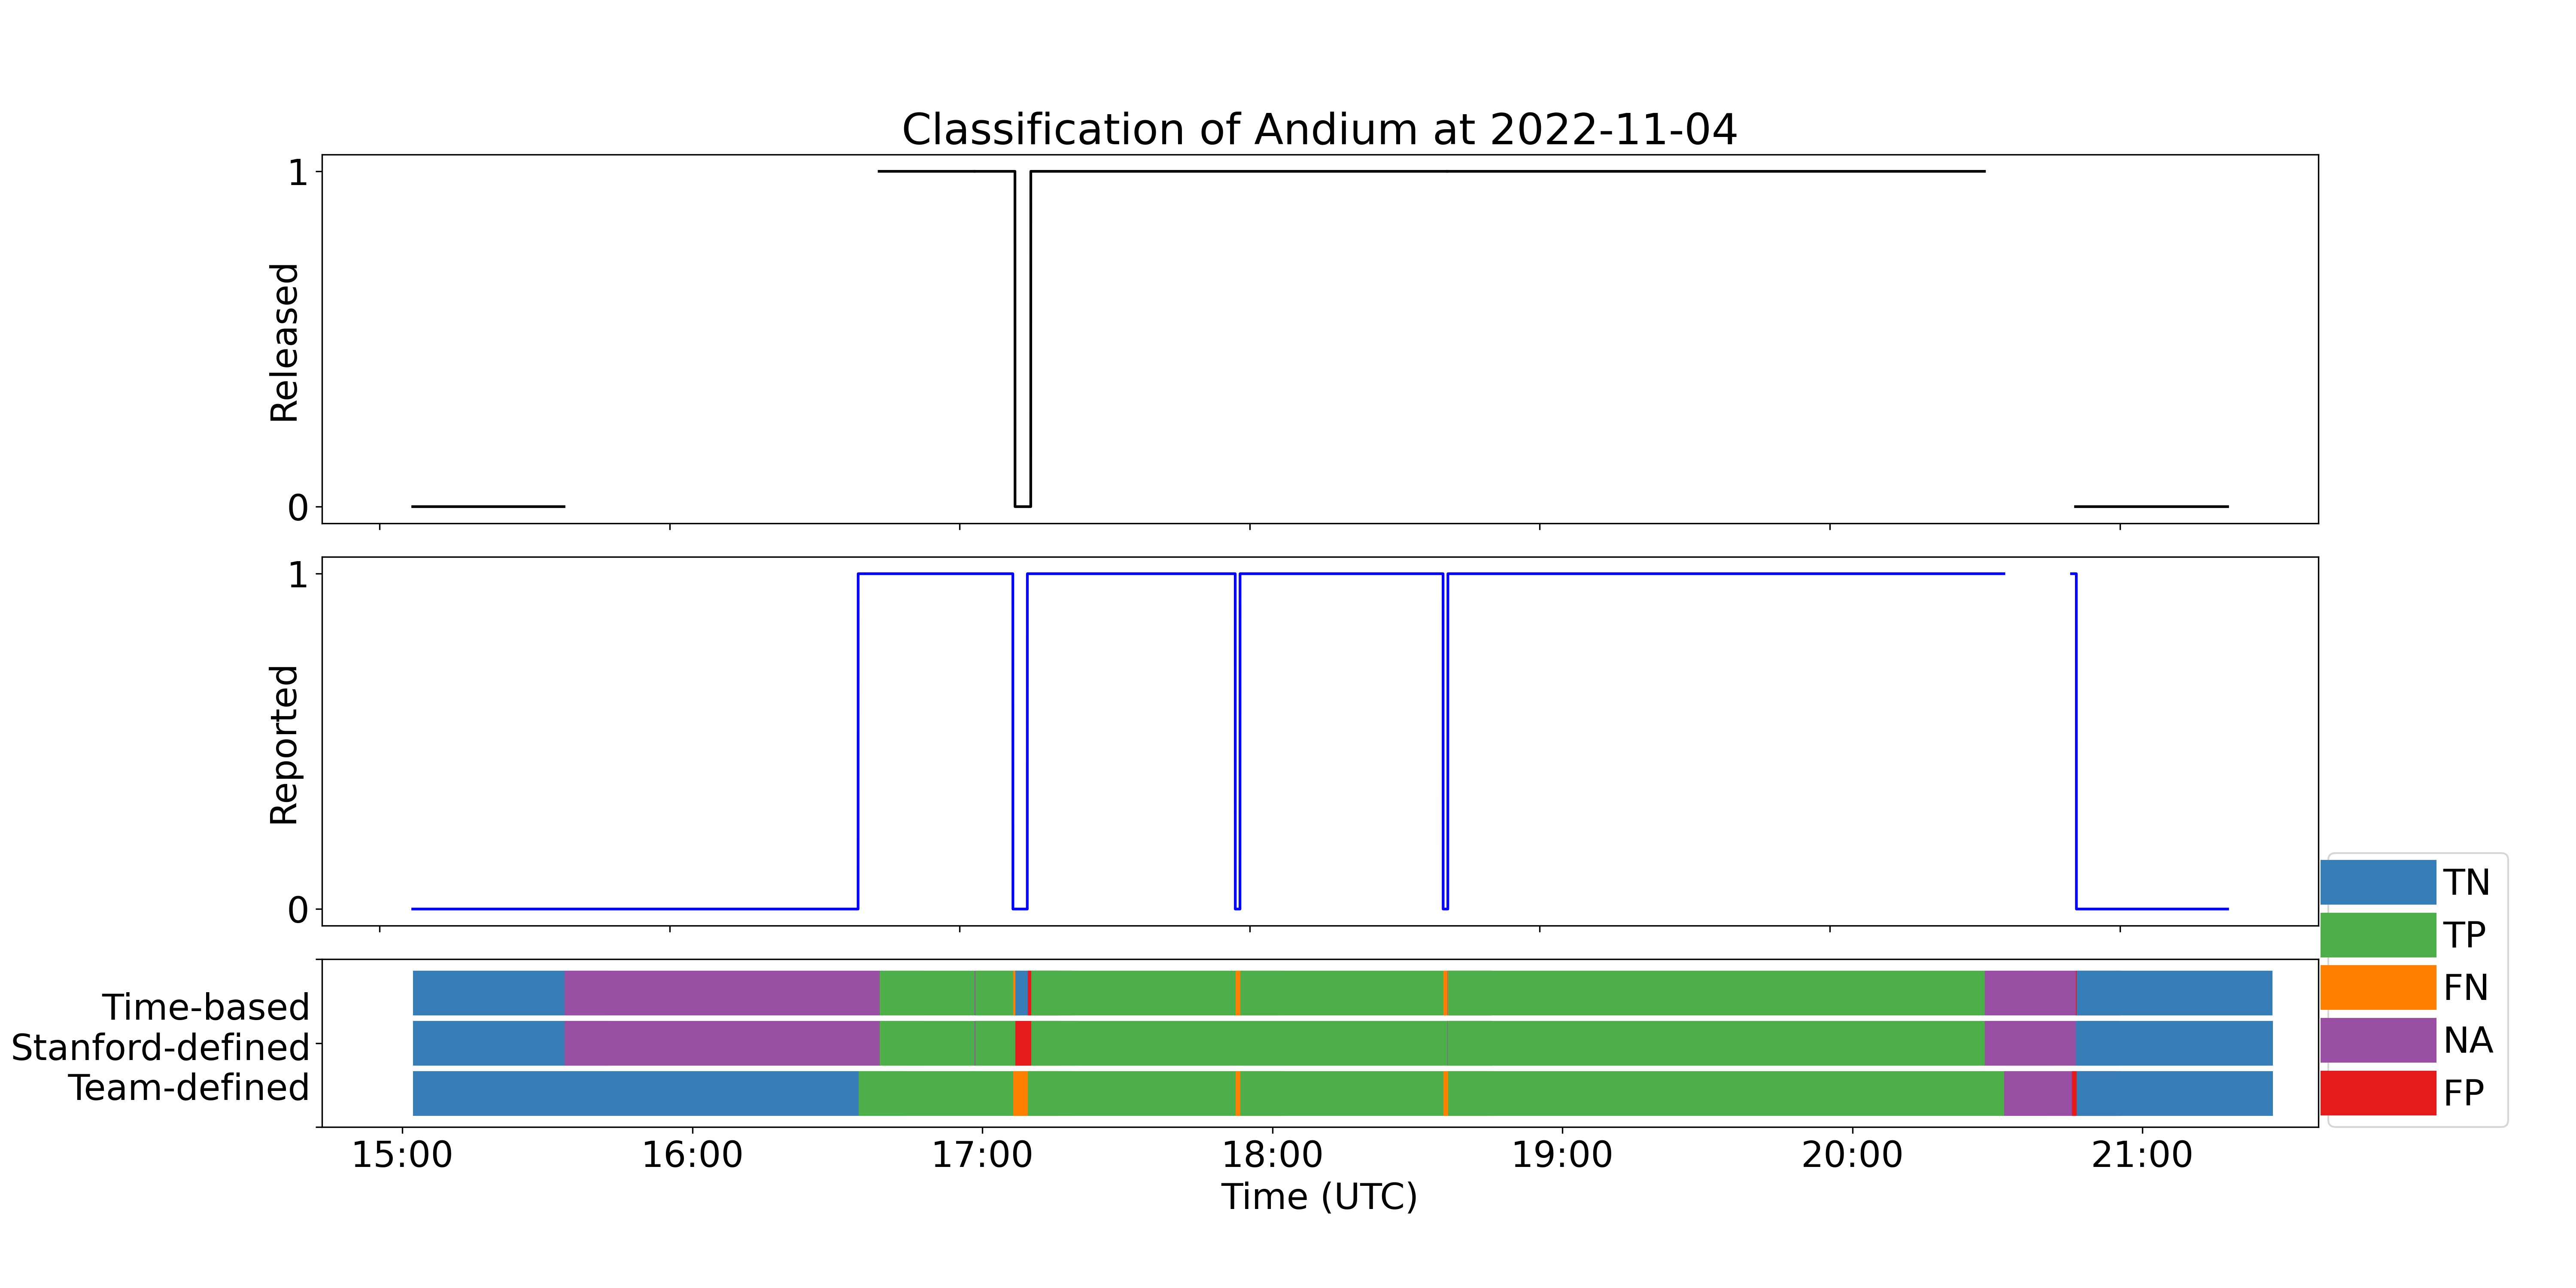 Classification of Andium at 2022-11-04
1
Released
0
1
Reported
0
TN
TP
FN
NA
FP
Time-based
Stanford-defined
Team-defined
15:00 16:00 17:00 18:00 19:00 20:00 21:00
Time (UTC)